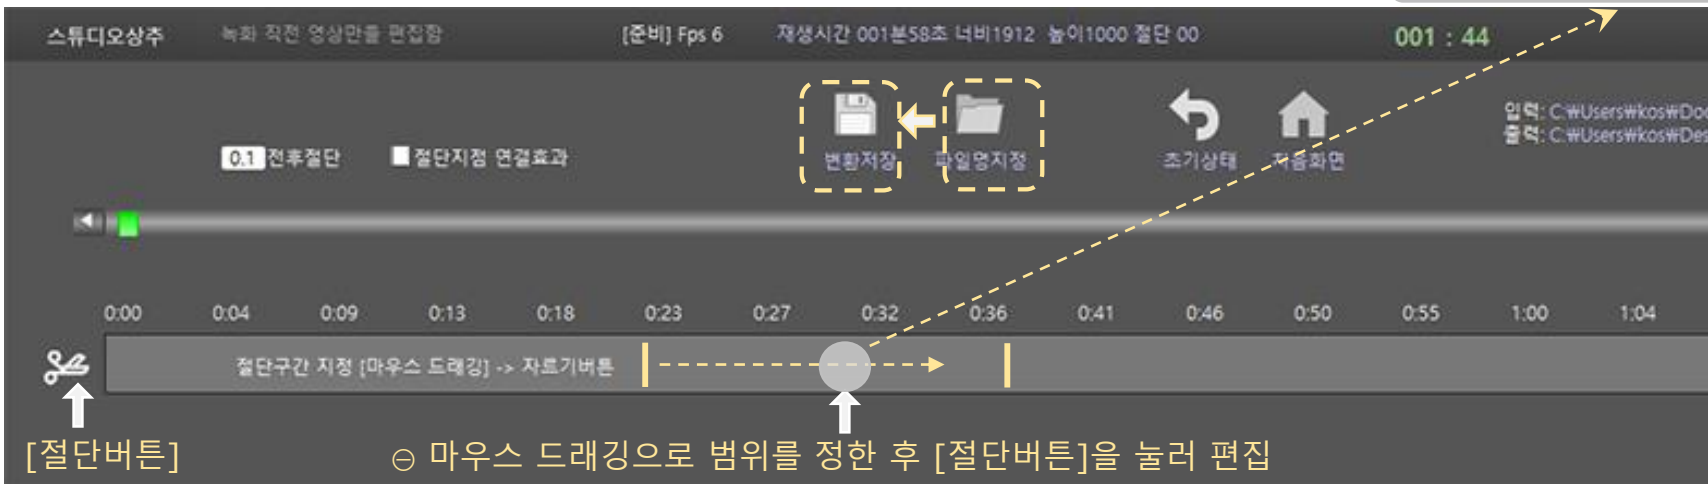 스튜디오상추 녹화 직전 영상만을 편집함 [준비] Fps 6 재생시간 001분58초 너비1912 높이1000 절단 00 001 : 44
변환저장 파일명지정 초기상태 처음화면
입력: C:₩Users₩kos₩Doc
출력: C:₩Users₩kos₩Des
0.1 전후절단 절단지점 연결효과
0:00 0:04 0:09 0:13 0:18 0:23 0:27 0:32 0:36 0:41 0:46 0:50 0:55 1:00 1:04
절단구간 지정 [마우스 드래깅] -> 자르기버튼
[절단버튼] ⊖ 마우스 드래깅으로 범위를 정한 후 [절단버튼]을 눌러 편집